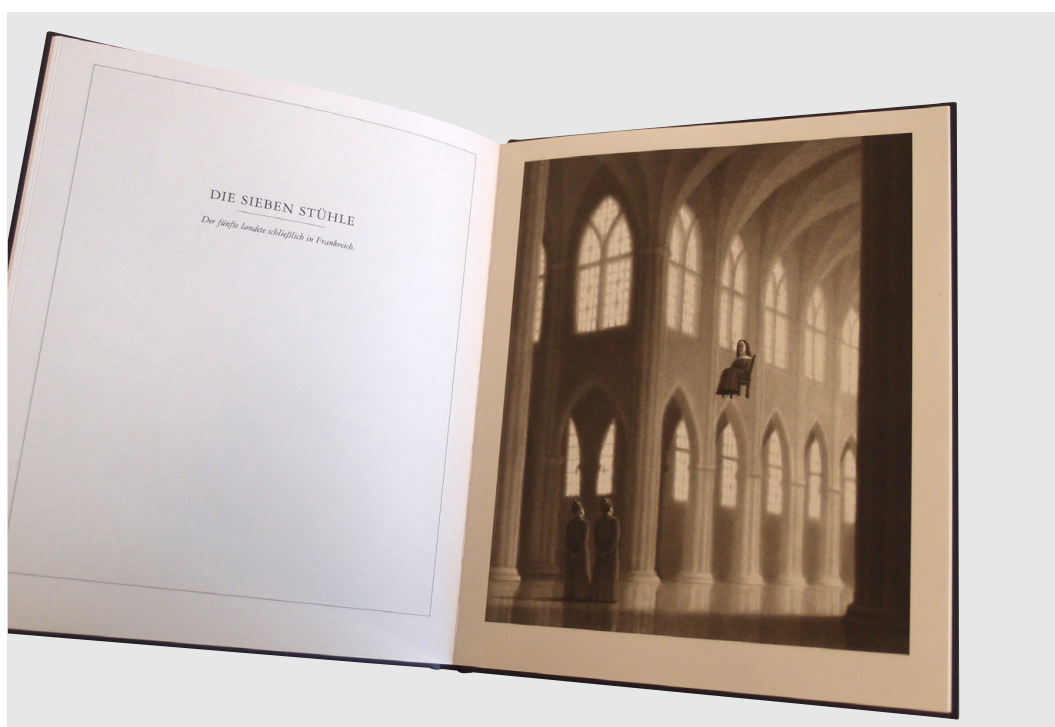 DIE SIEBEN STÜHLE
Der fünfte landete schließlich in Frankreich.